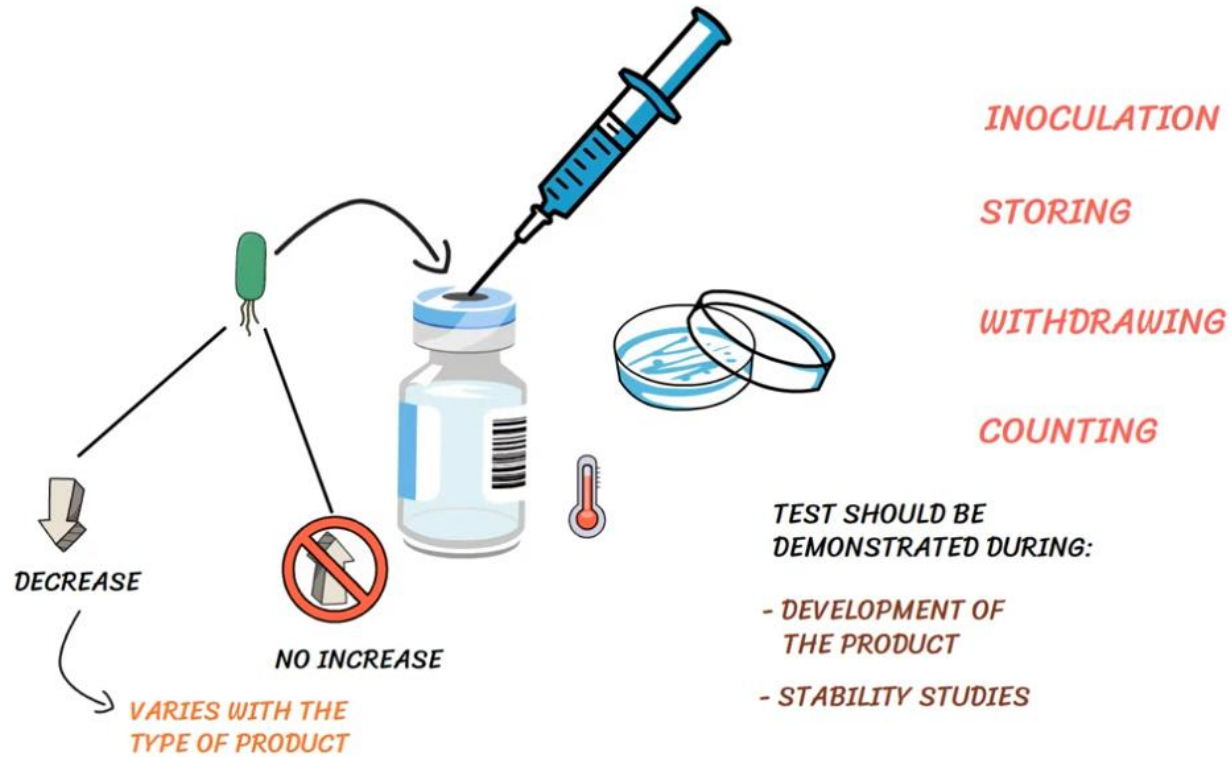 INOCULATION
STORING
WITHDRAWING
COUNTING
TEST SHOULD BE
DEMONSTRATED DURING:
- DEVELOPMENT OF
THE PRODUCT
- STABILITY STUDIES
DECREASE
NO INCREASE
VARIES WITH THE
TYPE OF PRODUCT